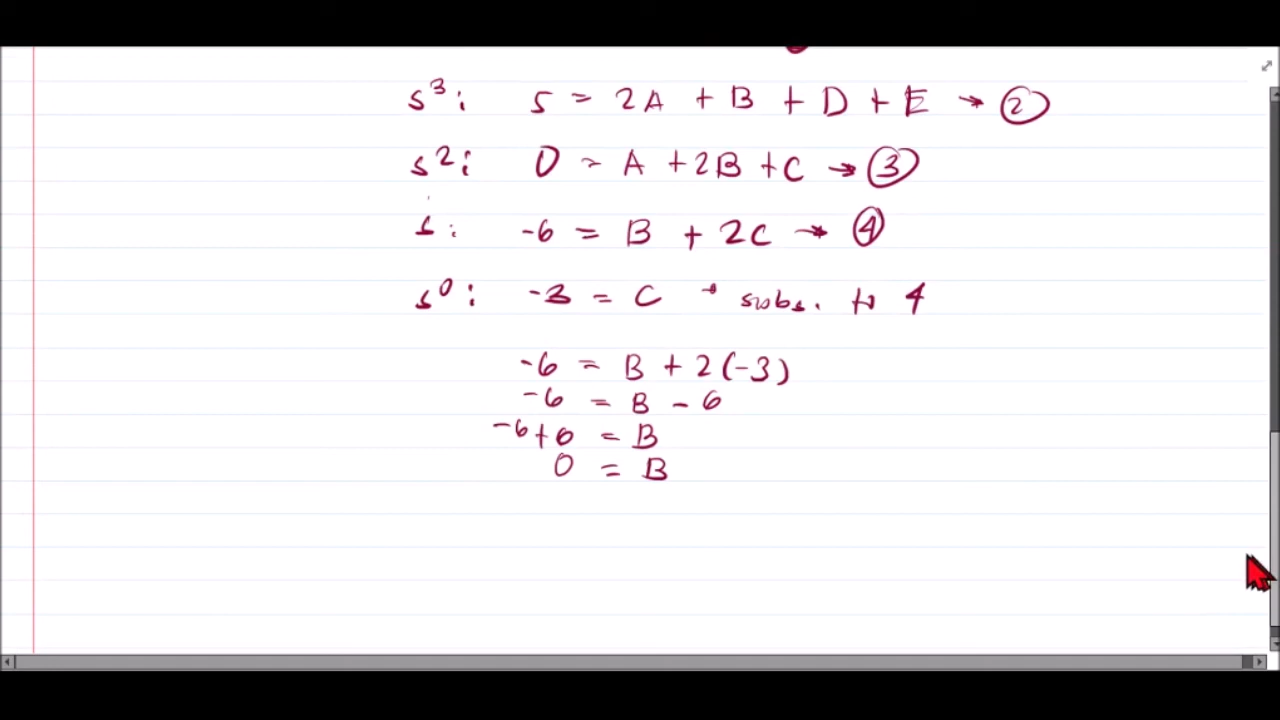 s³: 5 = 2A + B + D + E → ②
s²: 0 = A + 2B + C → ③
s: -6 = B + 2C → ④
s⁰: -3 = C → subs. to 4
-6 = B + 2(-3)
-6 = B - 6
-6+6 = B
0 = B